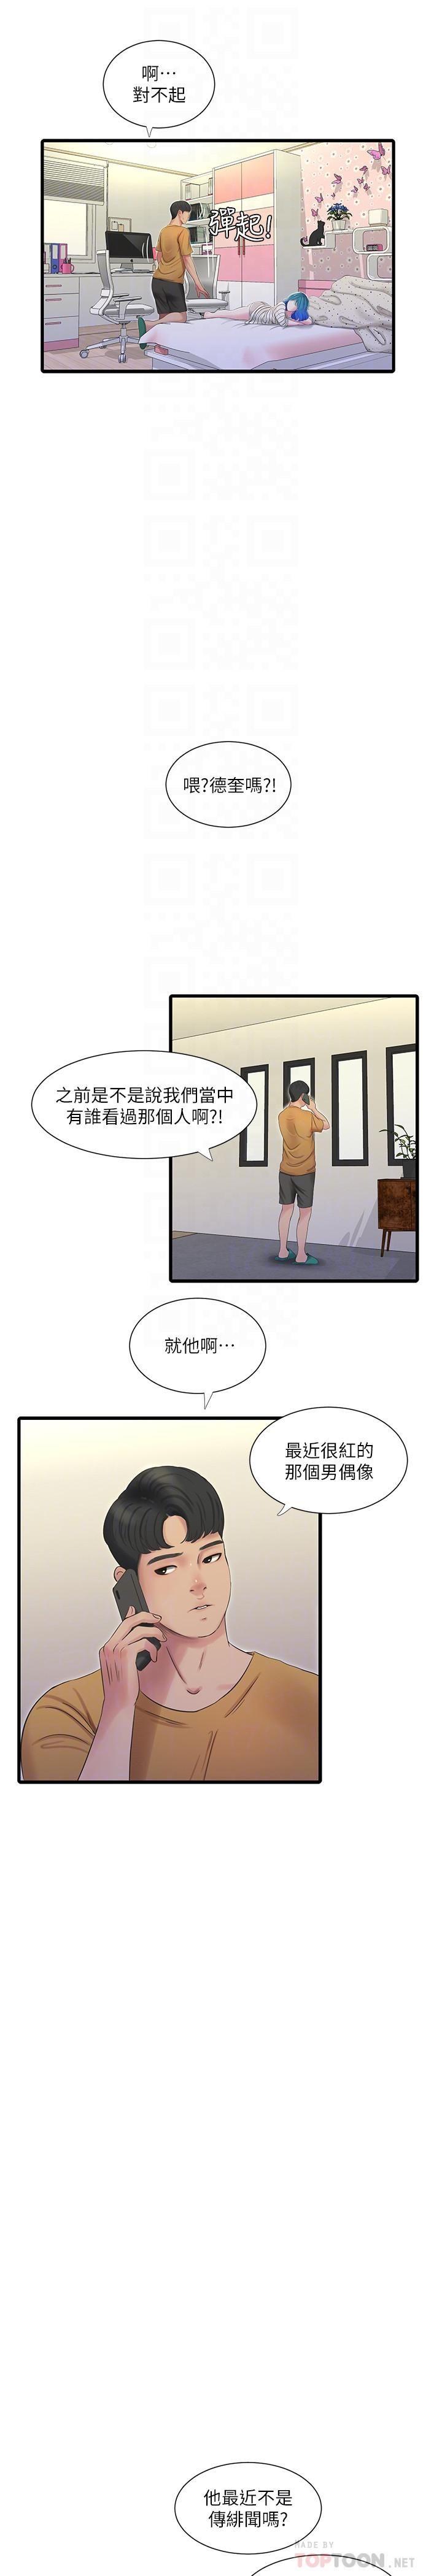 啊…
對不起
彈起!
喂?德奎嗎?!
之前是不是說我們當中
有誰看過那個人啊?!
就他啊…
最近很紅的
那個男偶像
他最近不是
傳緋聞嗎?
MADE BY
TOPTOON.NET